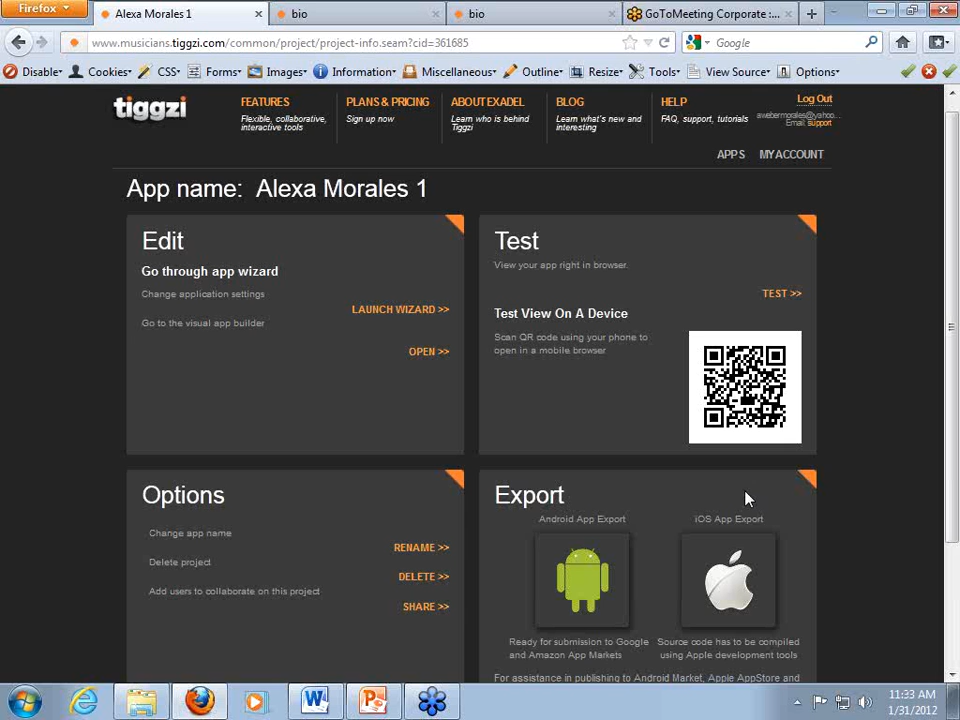 Firefox
Alexa Morales 1
bio
bio
GoToMeeting Corporate :...
www.musicians.tiggzi.com/common/project/project-info.seam?cid=361685
Google
Disable
Cookies
CSS
Forms
Images
Information
Miscellaneous
Outline
Resize
Tools
View Source
Options
tiggzi
FEATURES
Flexible, collaborative,
interactive tools
PLANS & PRICING
Sign up now
ABOUT EXADEL
Learn who is behind
Tiggzi
BLOG
Learn what's new and
interesting
HELP
FAQ, support, tutorials
Log Out
awebermorales@yahoo...
Email support
APPS MY ACCOUNT
App name: Alexa Morales 1
Edit
Go through app wizard
Change application settings
LAUNCH WIZARD >>
Go to the visual app builder
OPEN >>
Test
View your app right in browser.
TEST >>
Test View On A Device
Scan QR code using your phone to
open in a mobile browser
Options
Change app name
RENAME >>
Delete project
DELETE >>
Add users to collaborate on this project
SHARE >>
Export
Android App Export
iOS App Export
Ready for submission to Google
and Amazon App Markets
Source code has to be compiled
using Apple development tools
For assistance in publishing to Android Market, Apple AppStore and
11:33 AM
1/31/2012